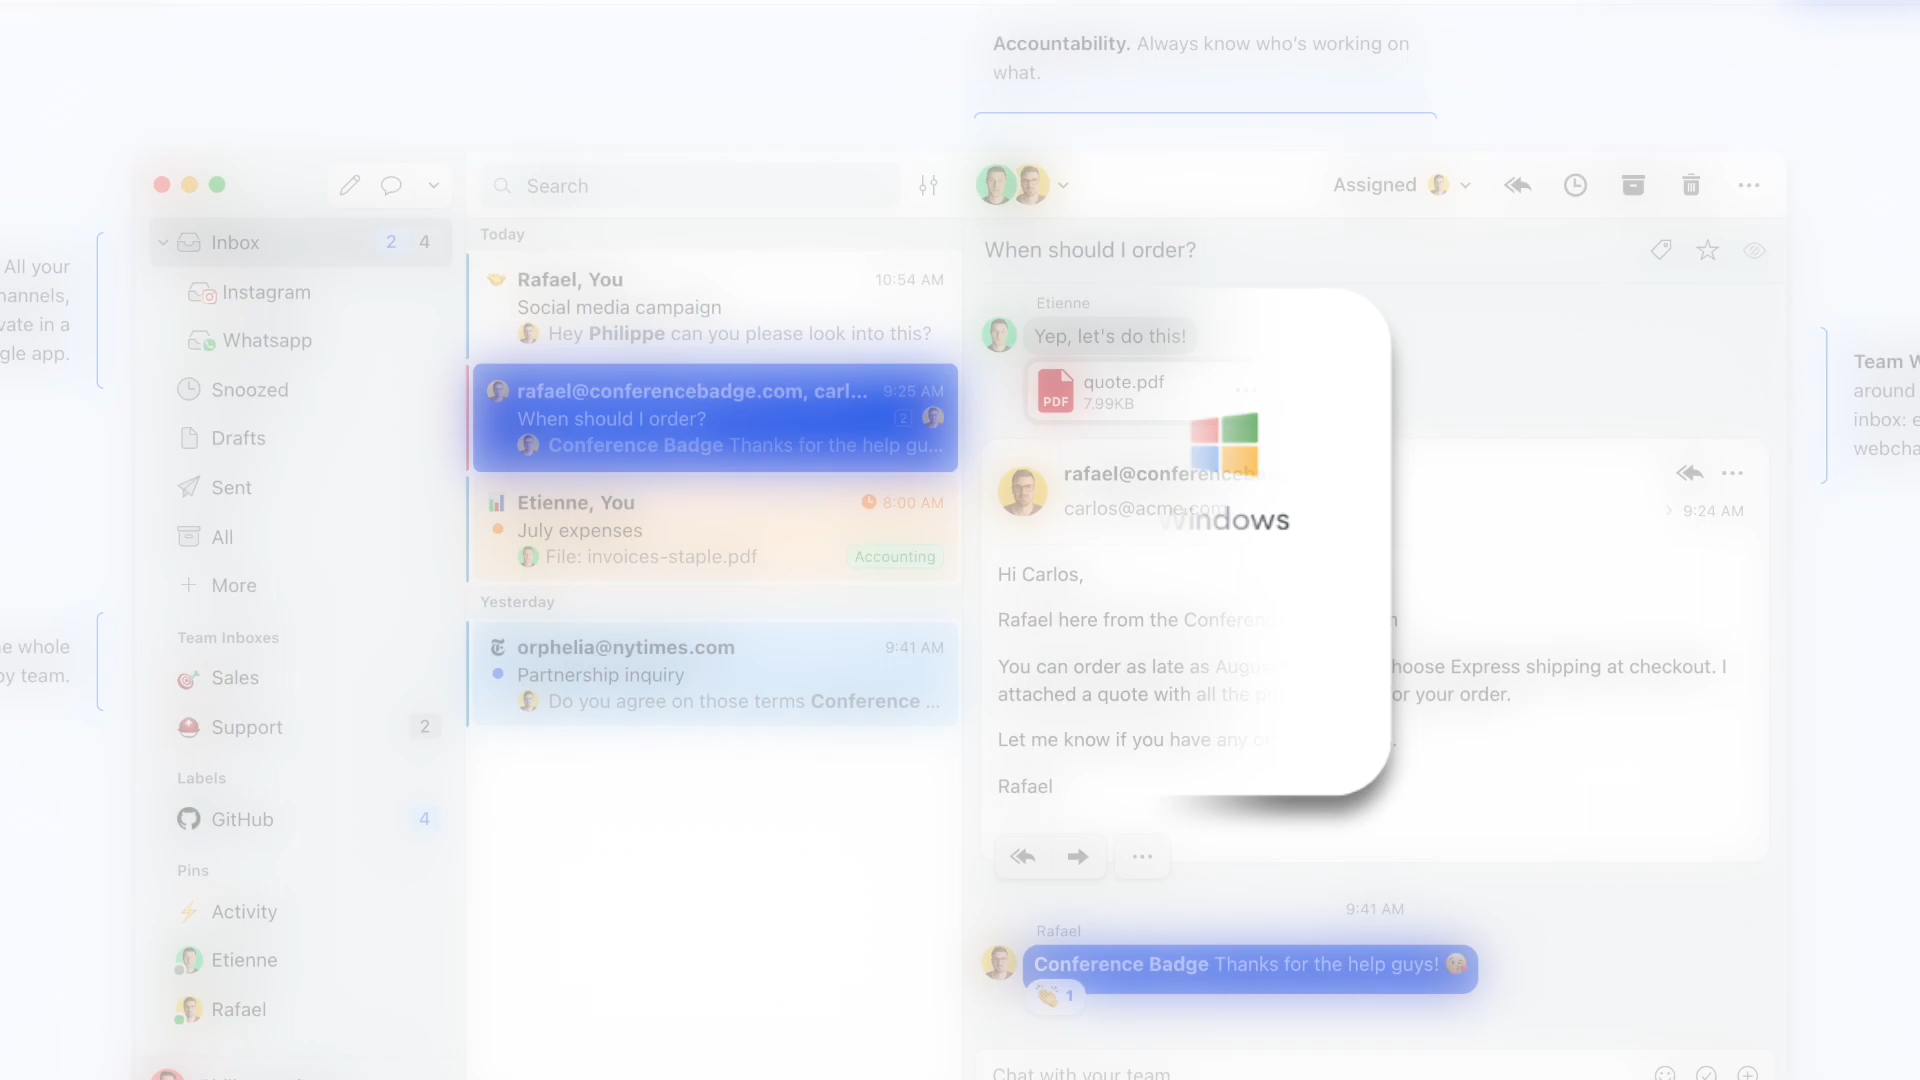 Accountability. Always know who's working on
what.
All your
hannels,
vate in a
gle app.
e whole
by team.
Search
Inbox 2 4
Instagram
Whatsapp
Snoozed
Drafts
Sent
All
More
Team Inboxes
Sales
Support 2
Labels
GitHub 4
Pins
Activity
Etienne
Rafael
Today
Rafael, You 10:54 AM
Social media campaign
Hey Philippe can you please look into this?
rafael@conferencebadge.com, carl... 9:25 AM
When should I order? 2
Conference Badge Thanks for the help gu...
Etienne, You 8:00 AM
July expenses
File: invoices-staple.pdf Accounting
Yesterday
orphelia@nytimes.com 9:41 AM
Partnership inquiry
Do you agree on those terms Conference ...
Assigned
When should I order?
Etienne
Yep, let's do this!
PDF
quote.pdf
7.99KB
Windows
rafael@conferenceb
carlos@acme.com
9:24 AM
Hi Carlos,
Rafael here from the Conferen
You can order as late as Augu hoose Express shipping at checkout. I
attached a quote with all the or your order.
Let me know if you have any
Rafael
9:41 AM
Rafael
Conference Badge Thanks for the help guys!
1
Chat with your team
Team W
around
inbox: e
webcha